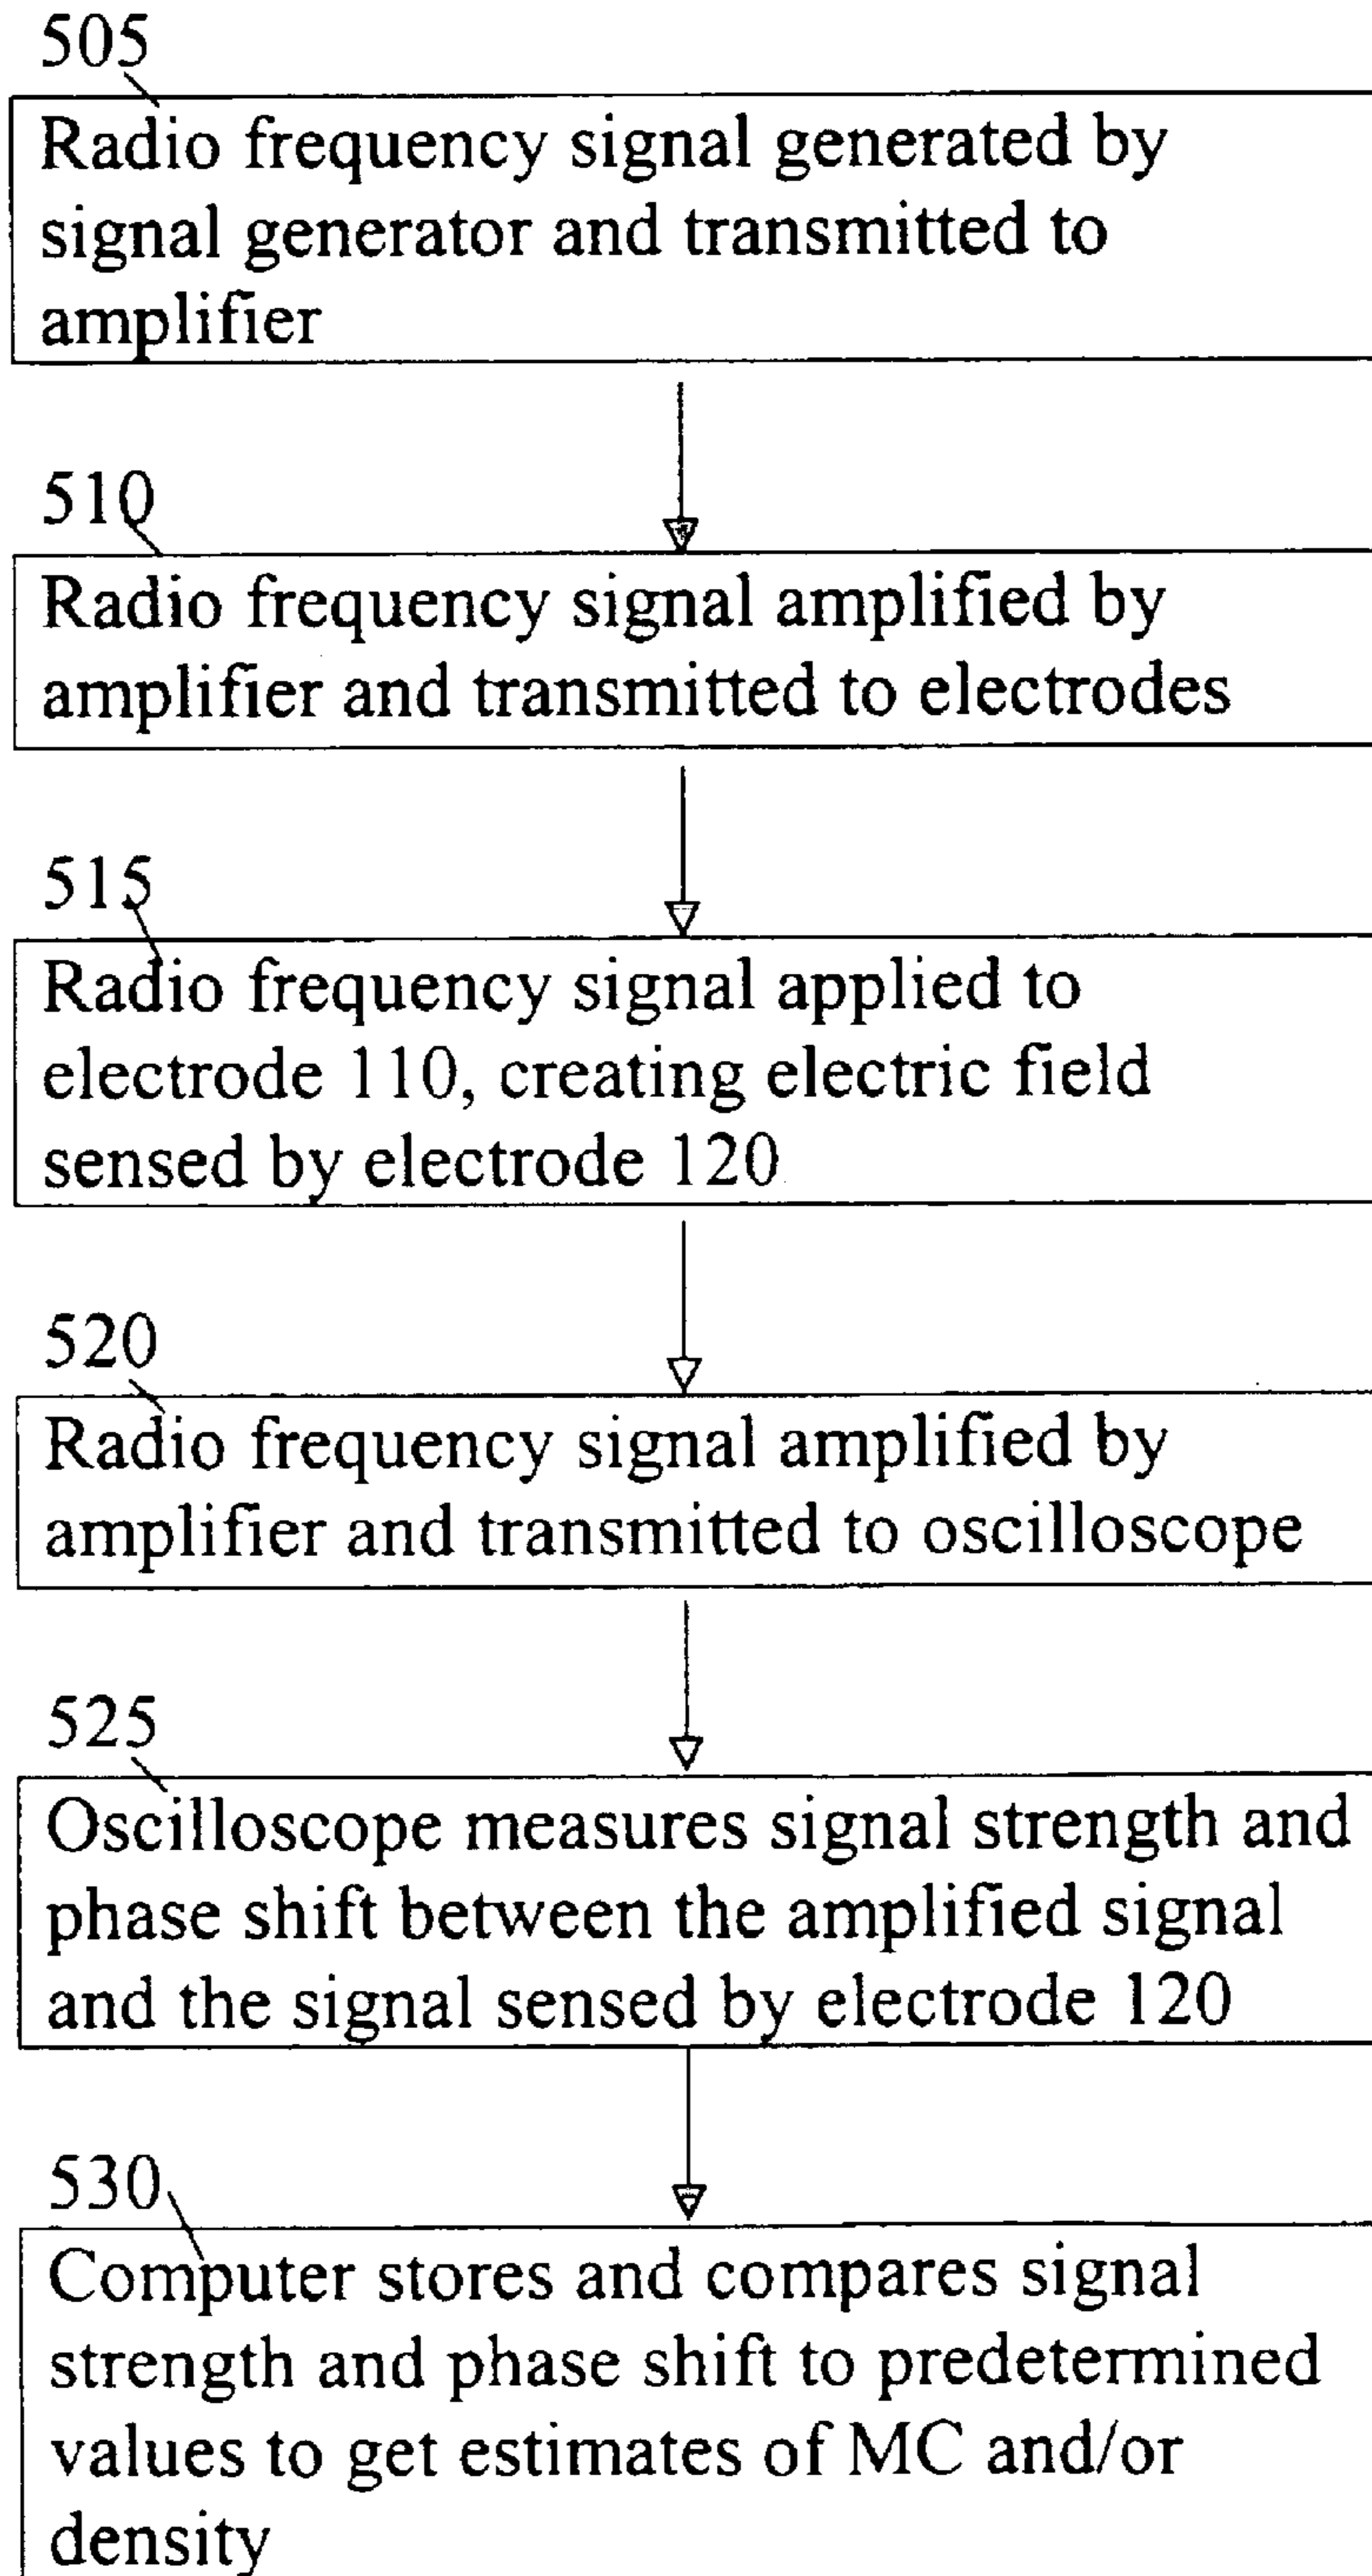 505
Radio frequency signal generated by
signal generator and transmitted to
amplifier
510
Radio frequency signal amplified by
amplifier and transmitted to electrodes
515
Radio frequency signal applied to
electrode 110, creating electric field
sensed by electrode 120
520
Radio frequency signal amplified by
amplifier and transmitted to oscilloscope
525
Oscilloscope measures signal strength and
phase shift between the amplified signal
and the signal sensed by electrode 120
530
Computer stores and compares signal
strength and phase shift to predetermined
values to get estimates of MC and/or
density